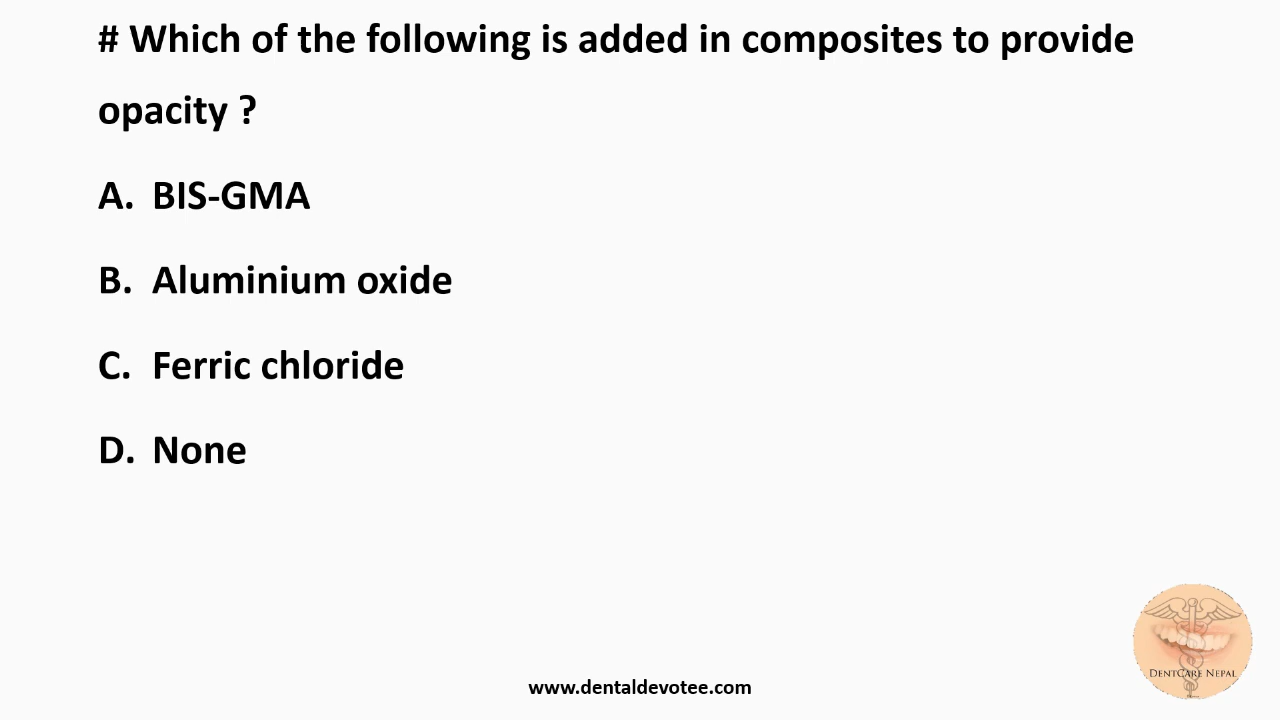 # Which of the following is added in composites to provide
opacity ?
A. BIS-GMA
B. Aluminium oxide
C. Ferric chloride
D. None
DENTCARE NEPAL
www.dentaldevotee.com